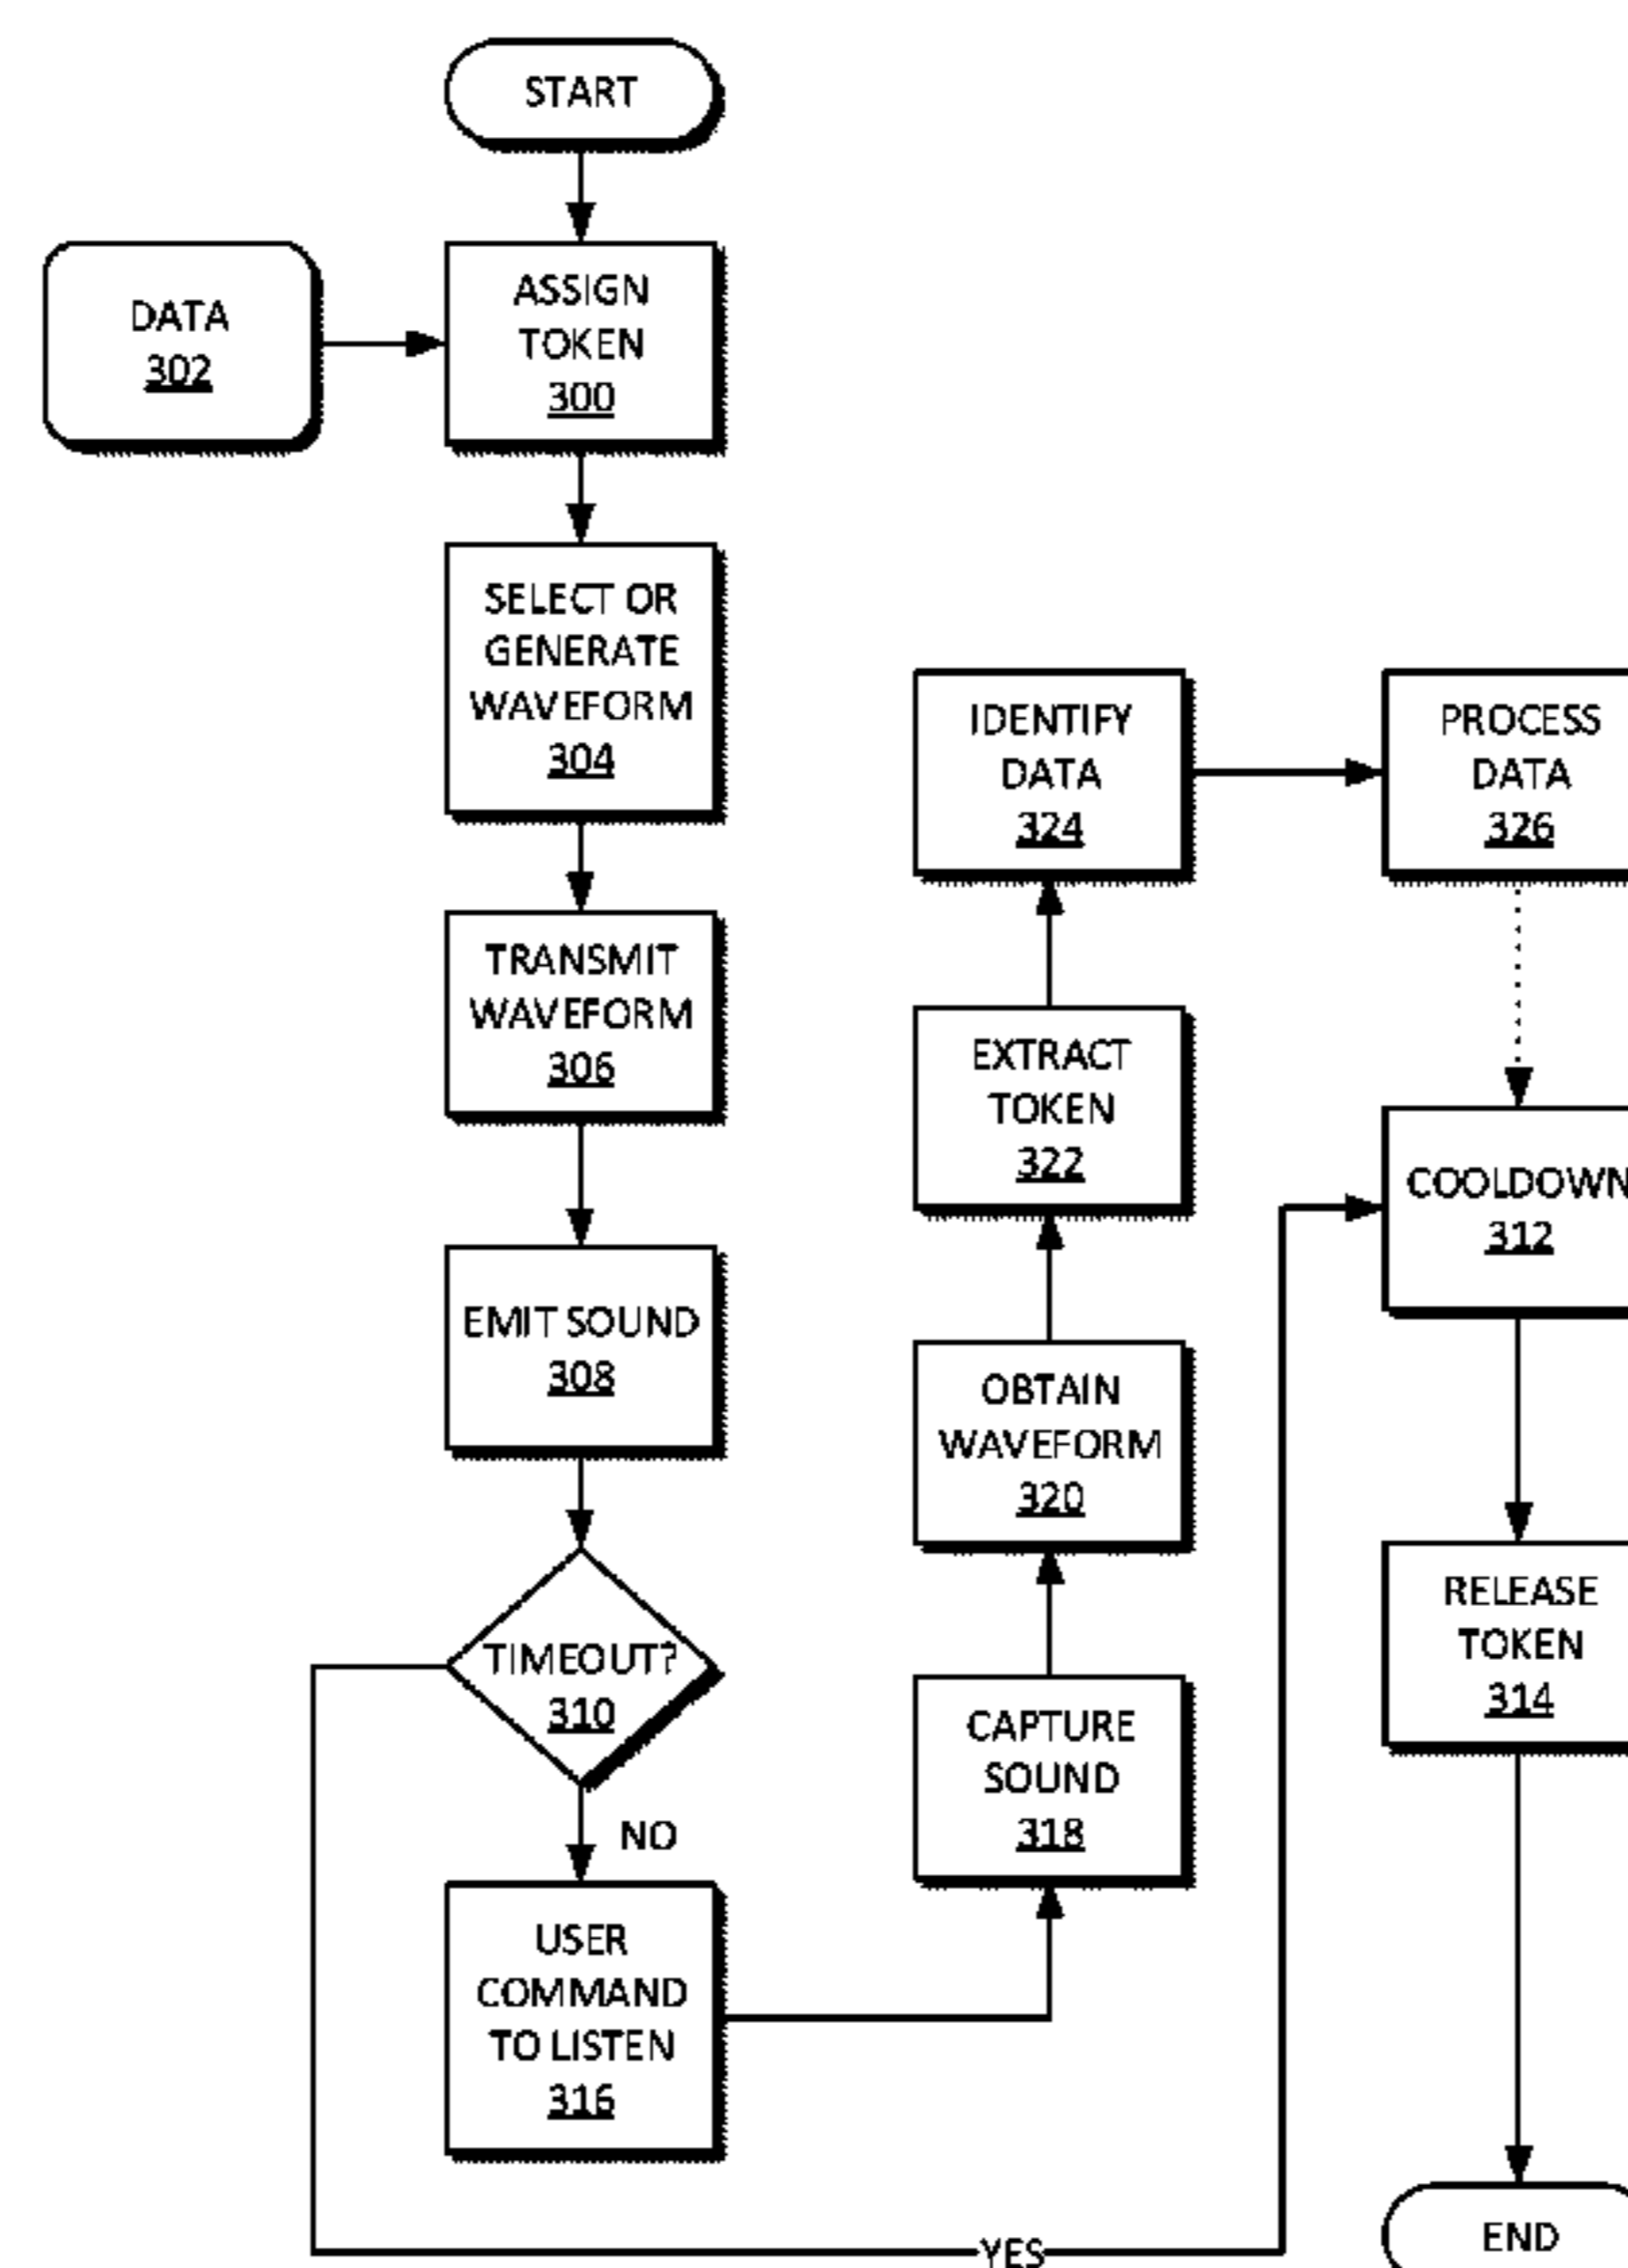 START
DATA
302
ASSIGN
TOKEN
300
SELECT OR
GENERATE
WAVEFORM
304
TRANSMIT
WAVEFORM
306
EMIT SOUND
308
TIMEOUT?
310
NO
USER
COMMAND
TO LISTEN
316
CAPTURE
SOUND
318
OBTAIN
WAVEFORM
320
EXTRACT
TOKEN
322
IDENTIFY
DATA
324
PROCESS
DATA
326
COOLDOWN
312
RELEASE
TOKEN
314
YES
END